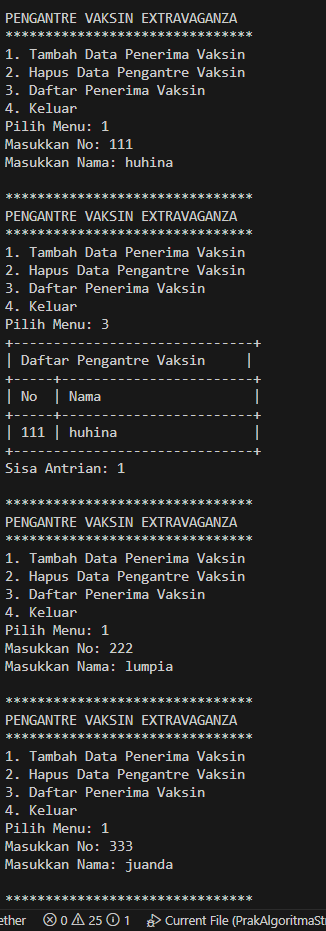 PENGANTRE VAKSIN EXTRAVAGANZA
*******************************
1. Tambah Data Penerima Vaksin
2. Hapus Data Pengantre Vaksin
3. Daftar Penerima Vaksin
4. Keluar
Pilih Menu: 1
Masukkan No: 111
Masukkan Nama: huhina

*******************************
PENGANTRE VAKSIN EXTRAVAGANZA
*******************************
1. Tambah Data Penerima Vaksin
2. Hapus Data Pengantre Vaksin
3. Daftar Penerima Vaksin
4. Keluar
Pilih Menu: 3
+------------------------------+
| Daftar Pengantre Vaksin     |
+-----+------------------------+
| No  | Nama                   |
+-----+------------------------+
| 111 | huhina                 |
+------------------------------+
Sisa Antrian: 1

*******************************
PENGANTRE VAKSIN EXTRAVAGANZA
*******************************
1. Tambah Data Penerima Vaksin
2. Hapus Data Pengantre Vaksin
3. Daftar Penerima Vaksin
4. Keluar
Pilih Menu: 1
Masukkan No: 222
Masukkan Nama: lumpia

*******************************
PENGANTRE VAKSIN EXTRAVAGANZA
*******************************
1. Tambah Data Penerima Vaksin
2. Hapus Data Pengantre Vaksin
3. Daftar Penerima Vaksin
4. Keluar
Pilih Menu: 1
Masukkan No: 333
Masukkan Nama: juanda

*******************************
ether 0 25 1 Current File (PrakAlgoritmaStr